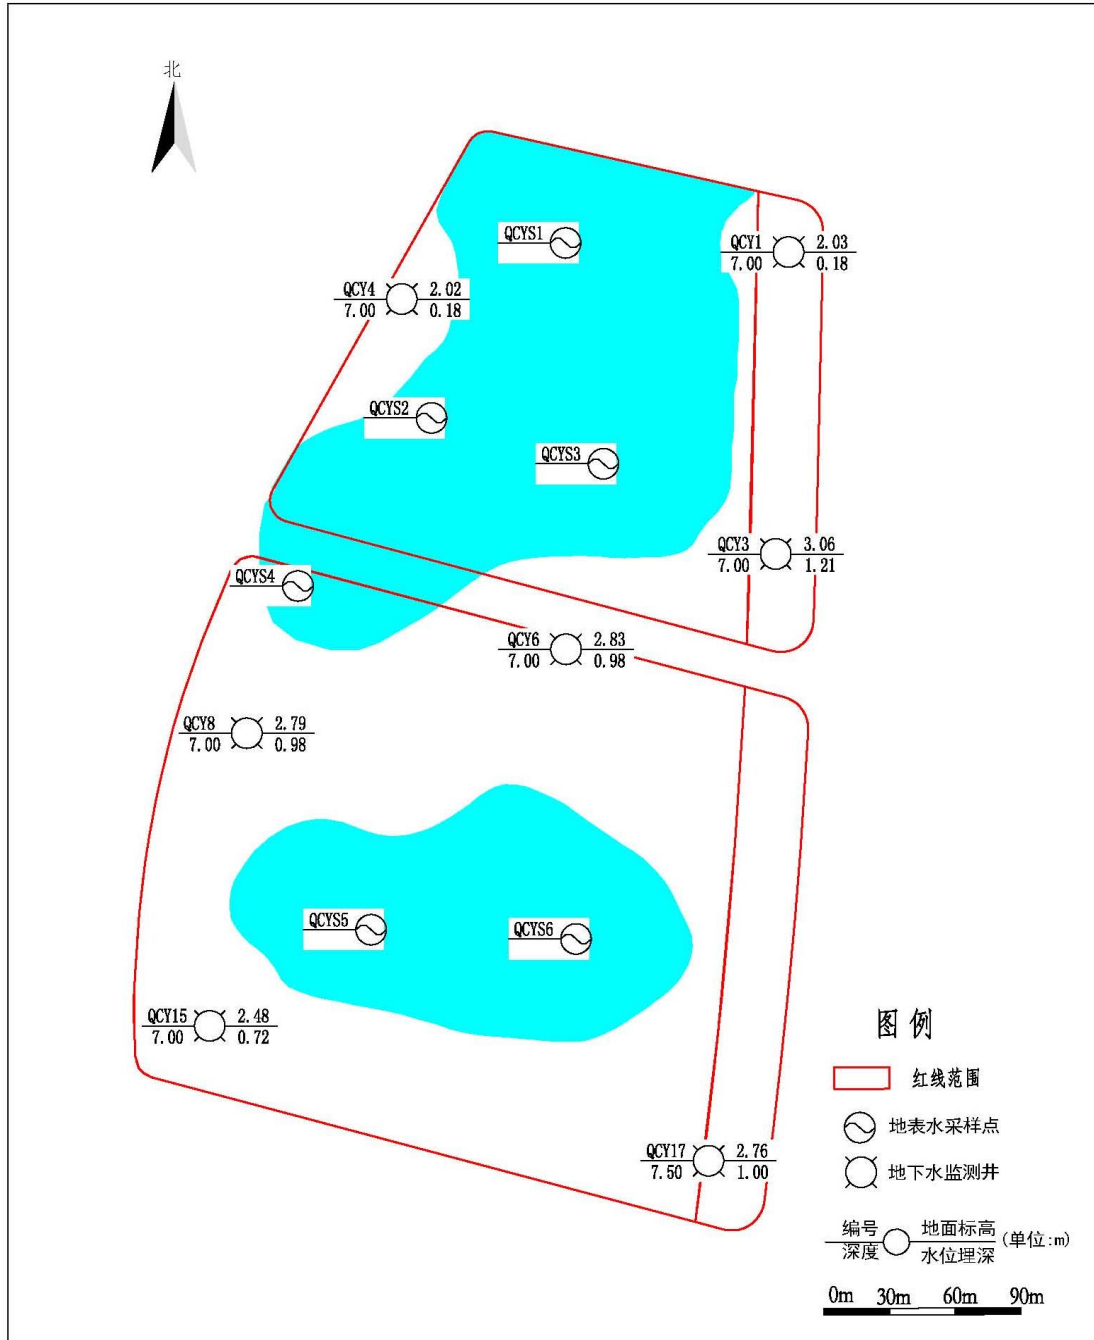 北
QCYS1
QCY1 2.03
7.00 0.18
QCY4 2.02
7.00 0.18
QCYS2
QCYS3
QCY3 3.06
7.00 1.21
QCYS4
QCY6 2.83
7.00 0.98
QCY8 2.79
7.00 0.98
QCYS5
QCYS6
QCY15 2.48
7.00 0.72
QCY17 2.76
7.50 1.00
图例
红线范围
地表水采样点
地下水监测井
编号 地面标高 (单位:m)
深度 水位埋深
0m 30m 60m 90m